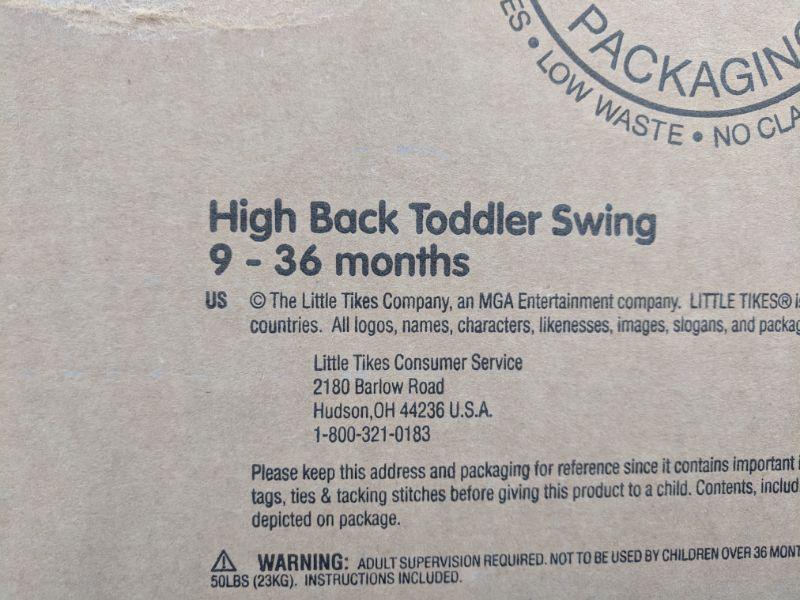 PACKAGING
ES • LOW WASTE • NO CLA
High Back Toddler Swing
9 - 36 months
US © The Little Tikes Company, an MGA Entertainment company. LITTLE TIKES® is
countries. All logos, names, characters, likenesses, images, slogans, and packag
Little Tikes Consumer Service
2180 Barlow Road
Hudson,OH 44236 U.S.A.
1-800-321-0183
Please keep this address and packaging for reference since it contains important i
tags, ties & tacking stitches before giving this product to a child. Contents, includ
depicted on package.
⚠ WARNING: ADULT SUPERVISION REQUIRED. NOT TO BE USED BY CHILDREN OVER 36 MONT
50LBS (23KG). INSTRUCTIONS INCLUDED.